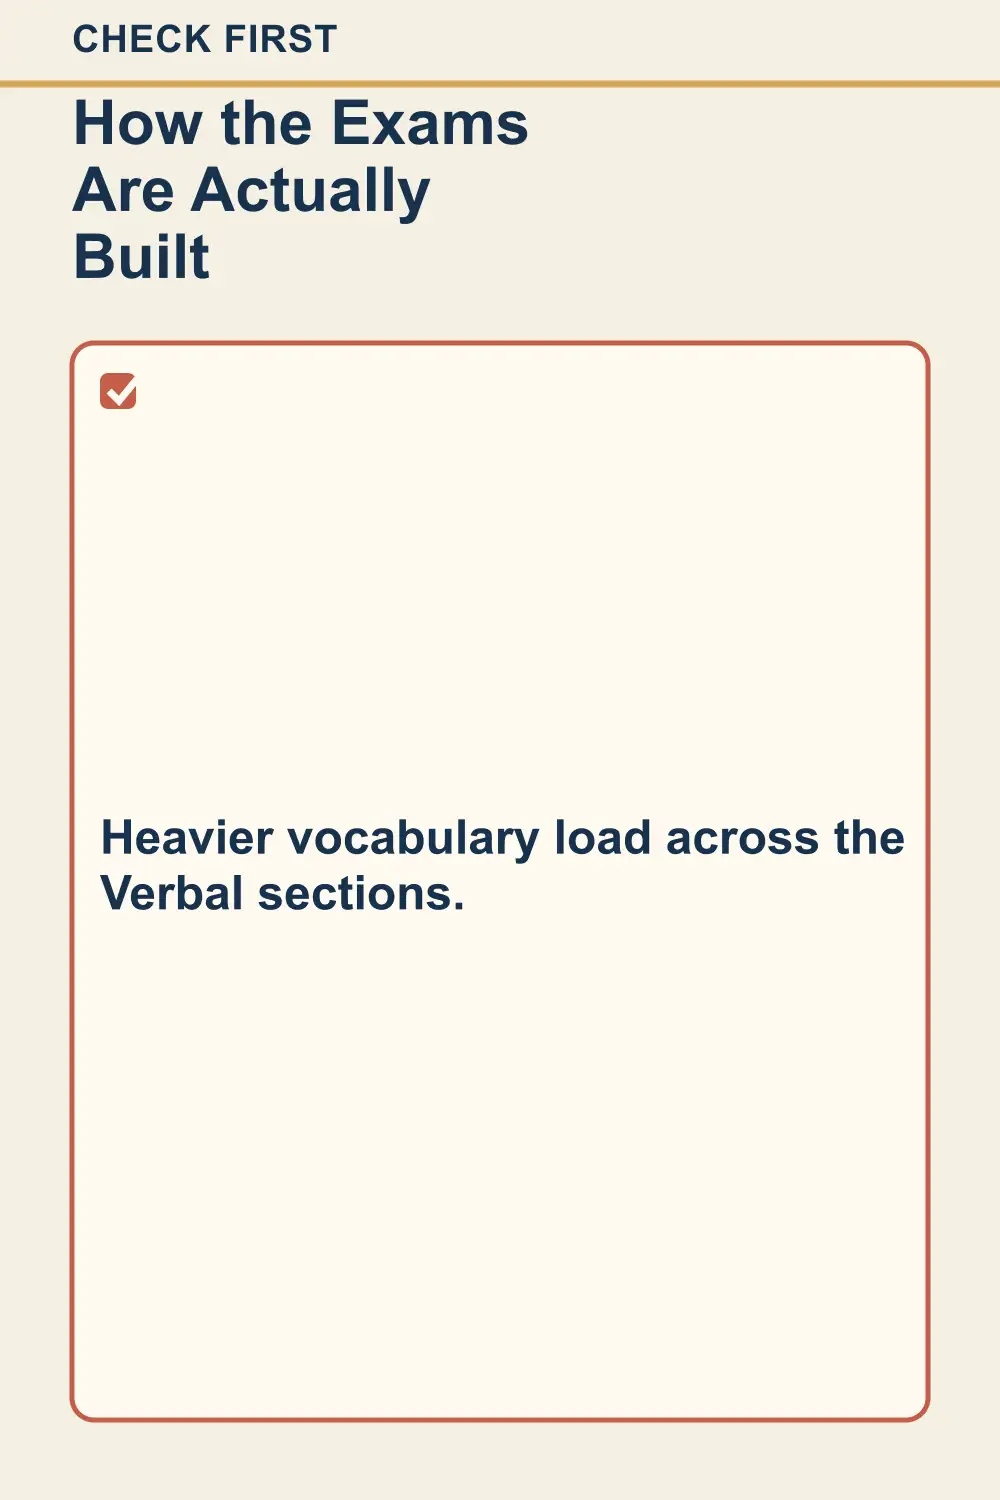 CHECK FIRST
How the Exams
Are Actually
Built
Heavier vocabulary load across the
Verbal sections.